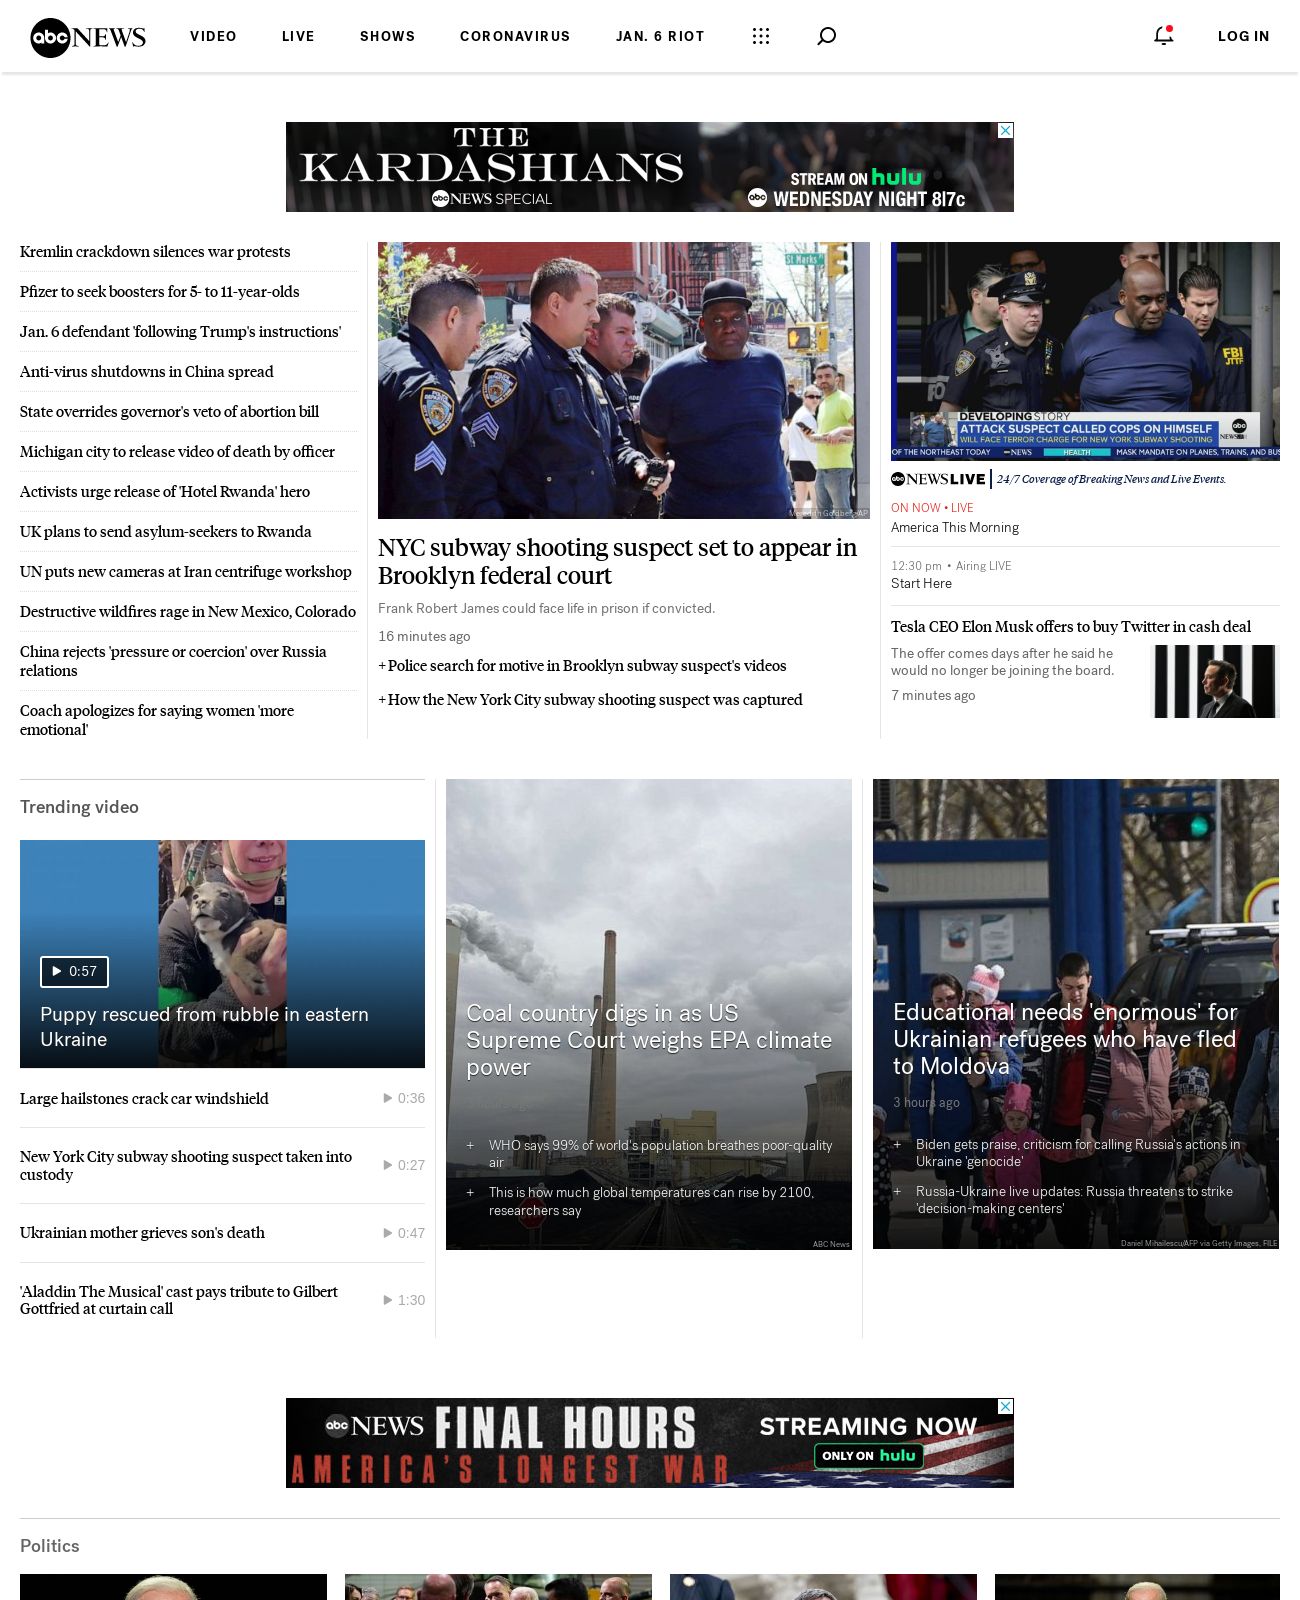 abc NEWS
VIDEO
LIVE
SHOWS
CORONAVIRUS
JAN. 6 RIOT
LOG IN
THE
KARDASHIANS
abc NEWS SPECIAL
STREAM ON hulu
abc WEDNESDAY NIGHT 8|7c
Kremlin crackdown silences war protests
Pfizer to seek boosters for 5- to 11-year-olds
Jan. 6 defendant 'following Trump's instructions'
Anti-virus shutdowns in China spread
State overrides governor's veto of abortion bill
Michigan city to release video of death by officer
Activists urge release of 'Hotel Rwanda' hero
UK plans to send asylum-seekers to Rwanda
UN puts new cameras at Iran centrifuge workshop
Destructive wildfires rage in New Mexico, Colorado
China rejects 'pressure or coercion' over Russia
relations
Coach apologizes for saying women 'more
emotional'
St Marks
Meredith Goldberg/AP
NYC subway shooting suspect set to appear in
Brooklyn federal court
Frank Robert James could face life in prison if convicted.
16 minutes ago
+ Police search for motive in Brooklyn subway suspect's videos
+ How the New York City subway shooting suspect was captured
FBI
JTTF
DEVELOPING STORY
ATTACK SUSPECT CALLED COPS ON HIMSELF
WILL FACE TERROR CHARGE FOR NEW YORK SUBWAY SHOOTING
abc
OF THE NORTHEAST TODAY abc NEWS HEALTH MASK MANDATE ON PLANES, TRAINS, AND BUS
abc NEWS LIVE 24/7 Coverage of Breaking News and Live Events.
ON NOW • LIVE
America This Morning
12:30 pm • Airing LIVE
Start Here
Tesla CEO Elon Musk offers to buy Twitter in cash deal
The offer comes days after he said he
would no longer be joining the board.
7 minutes ago
Trending video
0:57
Puppy rescued from rubble in eastern
Ukraine
Large hailstones crack car windshield 0:36
New York City subway shooting suspect taken into
custody 0:27
Ukrainian mother grieves son's death 0:47
'Aladdin The Musical' cast pays tribute to Gilbert
Gottfried at curtain call 1:30
Coal country digs in as US
Supreme Court weighs EPA climate
power
+ WHO says 99% of world's population breathes poor-quality
air
+ This is how much global temperatures can rise by 2100,
researchers say
ABC News
Educational needs 'enormous' for
Ukrainian refugees who have fled
to Moldova
3 hours ago
+ Biden gets praise, criticism for calling Russia's actions in
Ukraine 'genocide'
+ Russia-Ukraine live updates: Russia threatens to strike
'decision-making centers'
Daniel Mihailescu/AFP via Getty Images, FILE
abc NEWS FINAL HOURS
AMERICA'S LONGEST WAR
STREAMING NOW
ONLY ON hulu
Politics